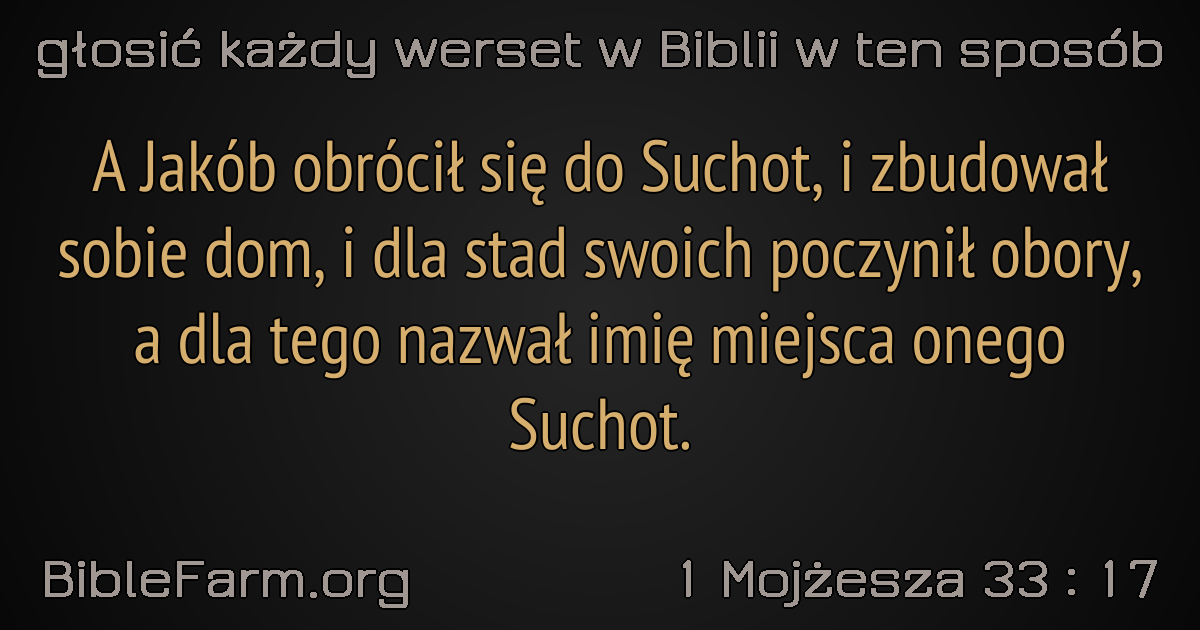 głosić każdy werset w Biblii w ten sposób
A Jakób obrócił się do Suchot, i zbudował
sobie dom, i dla stad swoich poczynił obory,
a dla tego nazwał imię miejsca onego
Suchot.
BibleFarm.org
1 Mojżesza 33 : 17